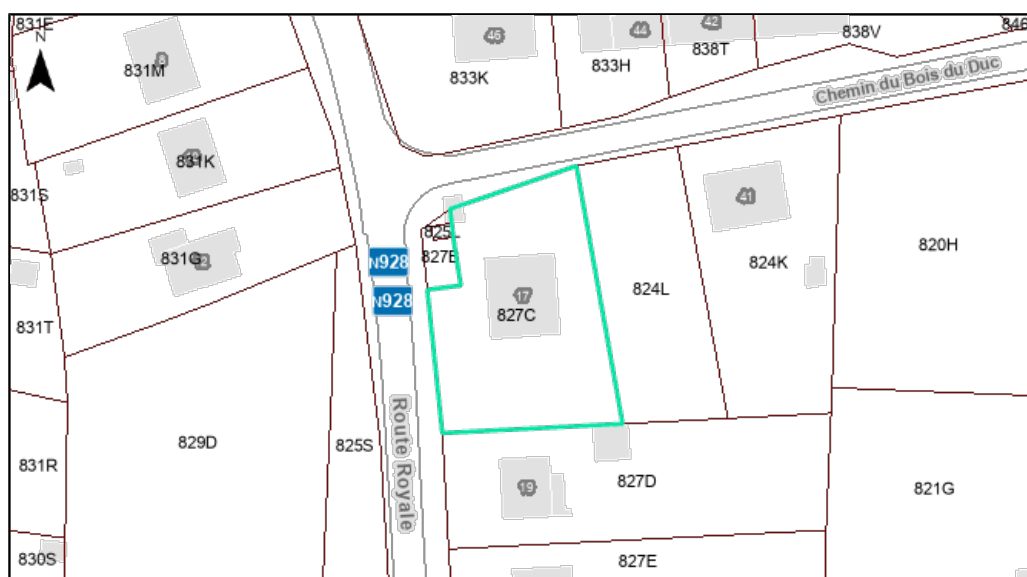 831E
46
44
42
838V
846
N
8
831M
833K
833H
838T
Chemin du Bois du Duc
831K
831S
41
825L
820H
827B
831G
2
N928
824K
824L
17
N928
827C
831T
Route Royale
829D
825S
831R
827D
19
821G
830S
827E